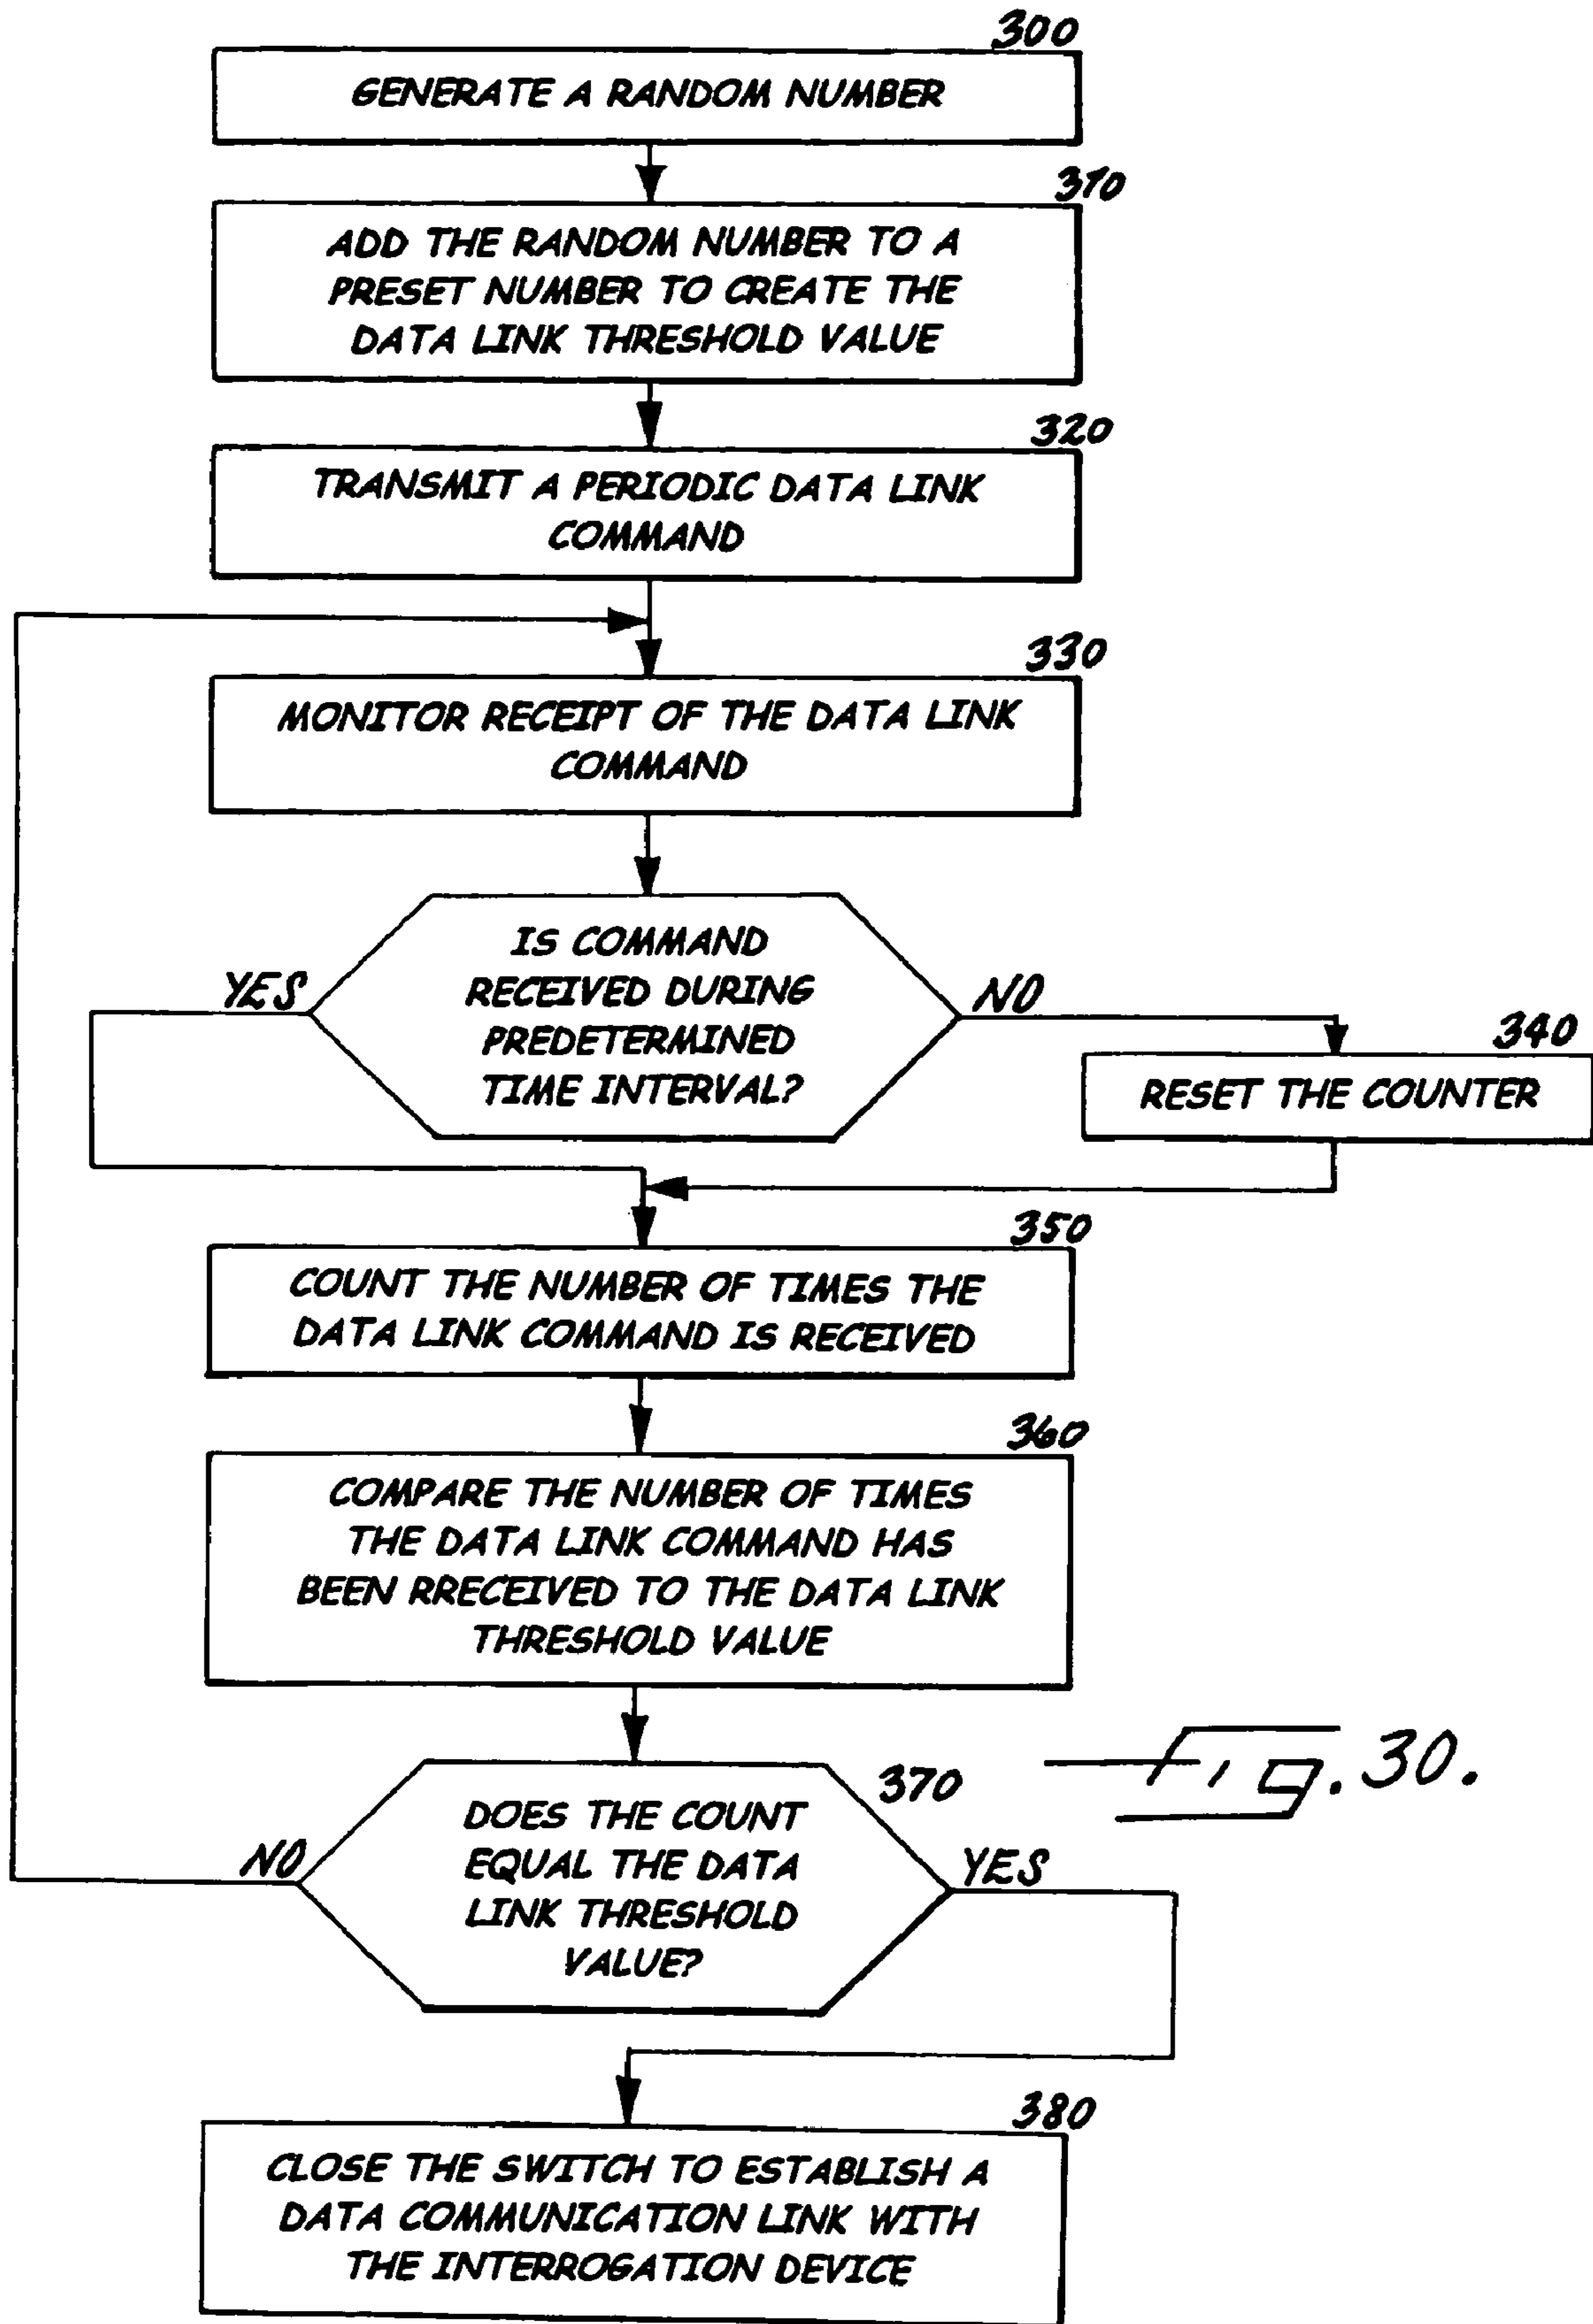 300
GENERATE A RANDOM NUMBER
310
ADD THE RANDOM NUMBER TO A
PRESET NUMBER TO CREATE THE
DATA LINK THRESHOLD VALUE
320
TRANSMIT A PERIODIC DATA LINK
COMMAND
330
MONITOR RECEIPT OF THE DATA LINK
COMMAND
IS COMMAND
RECEIVED DURING
PREDETERMINED
TIME INTERVAL?
YES
NO
340
RESET THE COUNTER
350
COUNT THE NUMBER OF TIMES THE
DATA LINK COMMAND IS RECEIVED
360
COMPARE THE NUMBER OF TIMES
THE DATA LINK COMMAND HAS
BEEN RRECEIVED TO THE DATA LINK
THRESHOLD VALUE
370
DOES THE COUNT
EQUAL THE DATA
LINK THRESHOLD
VALUE?
NO
YES
Fig. 30.
380
CLOSE THE SWITCH TO ESTABLISH A
DATA COMMUNICATION LINK WITH
THE INTERROGATION DEVICE